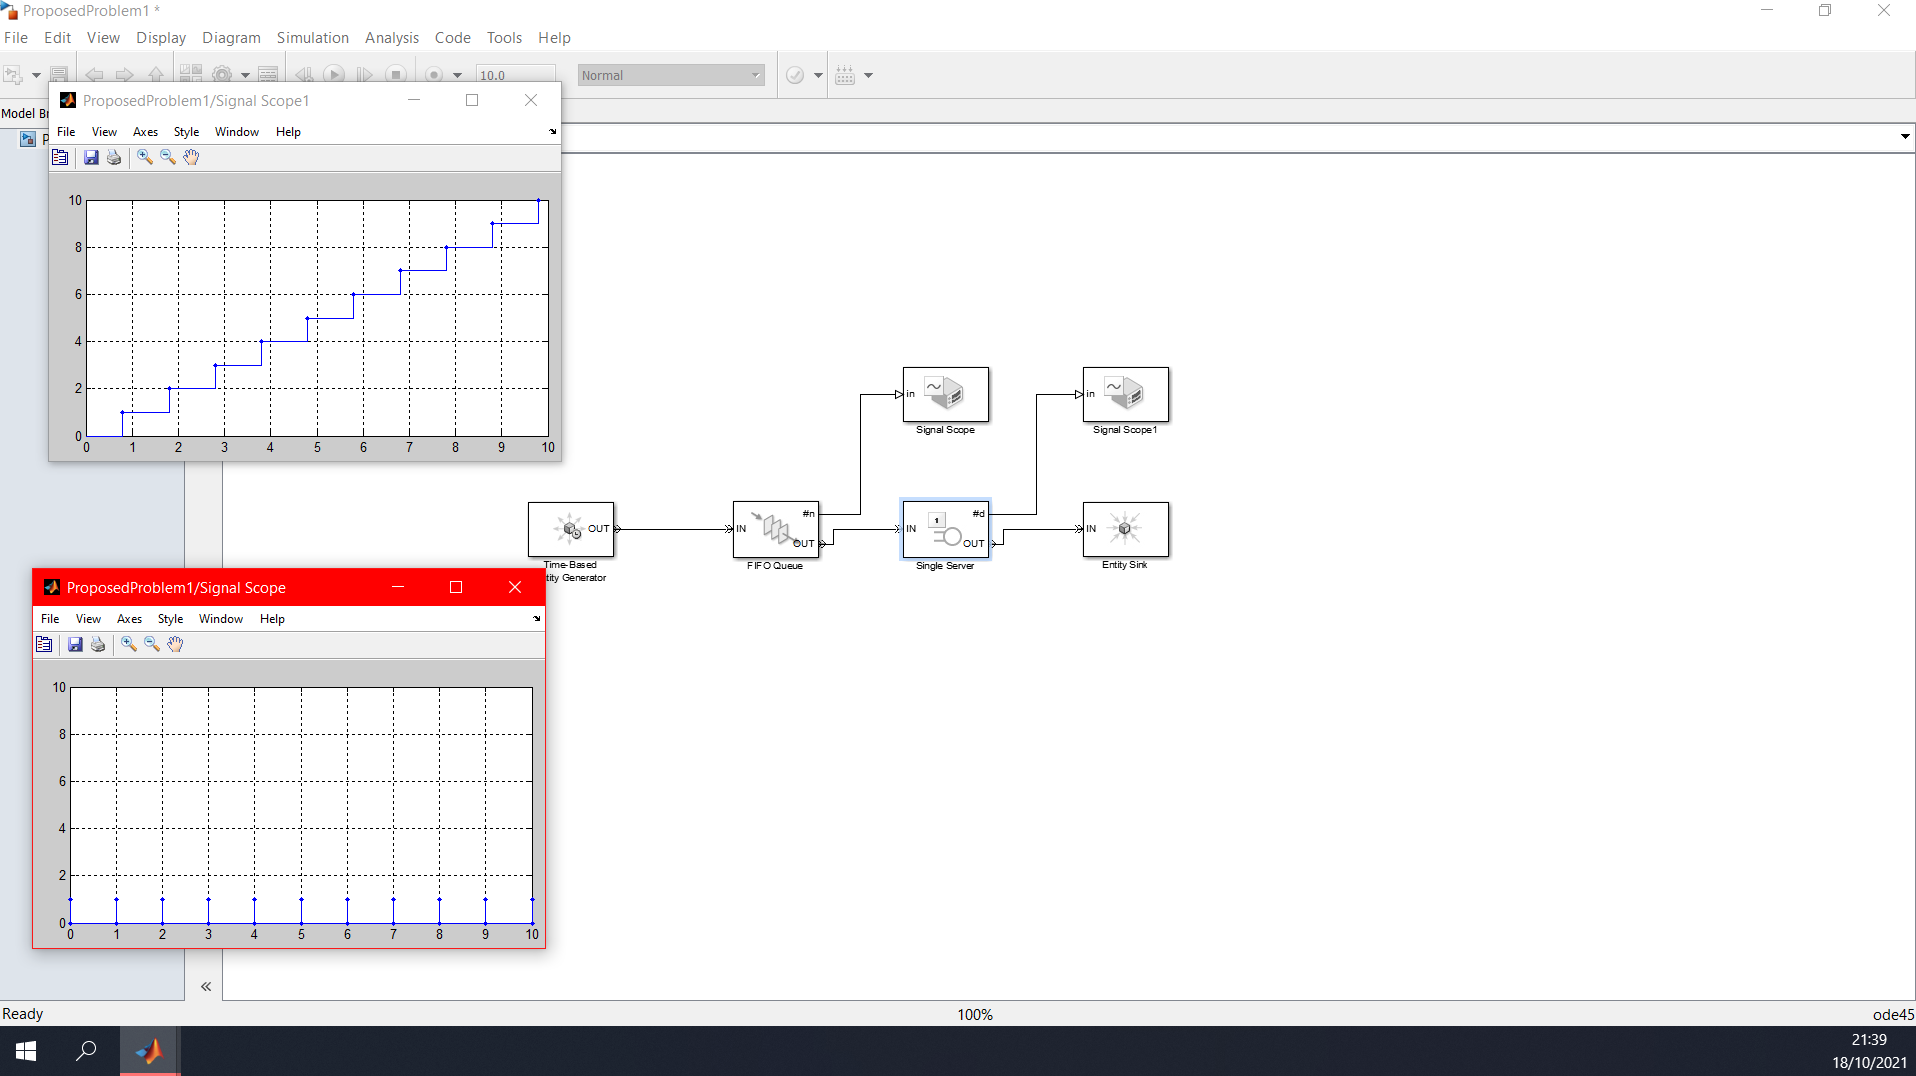 ProposedProblem1 *
File Edit View Display Diagram Simulation Analysis Code Tools Help
10.0 Normal
ProposedProblem1/Signal Scope1
Model Br
File View Axes Style Window Help
P
10
8
6
4
2
0
0 1 2 3 4 5 6 7 8 9 10
in
Signal Scope
in
Signal Scope1
OUT
Time-Based
tity Generator
IN #n OUT
FIFO Queue
IN 1 #d OUT
Single Server
IN
Entity Sink
ProposedProblem1/Signal Scope
File View Axes Style Window Help
10
8
6
4
2
0
0 1 2 3 4 5 6 7 8 9 10
«
Ready 100% ode45
21:39
18/10/2021